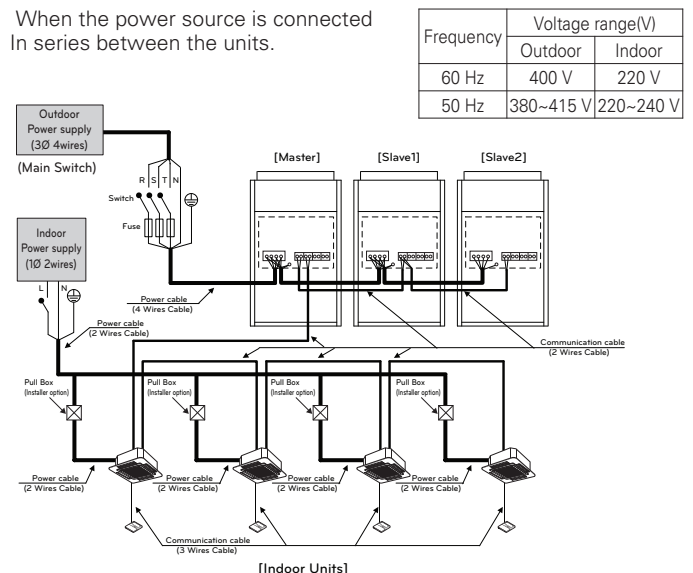 When the power source is connected
In series between the units.
Frequency
Voltage range(V)
Outdoor
Indoor
60 Hz
400 V
220 V
50 Hz
380~415 V
220~240 V
Outdoor
Power supply
(3Ø 4wires)
(Main Switch)
R S T N
Switch
Fuse
[Master]
[Slave1]
[Slave2]
Indoor
Power supply
(1Ø 2wires)
L N
Power cable
(4 Wires Cable)
Power cable
(2 Wires Cable)
Communication cable
(2 Wires Cable)
Pull Box
(Installer option)
Pull Box
(Installer option)
Pull Box
(Installer option)
Pull Box
(Installer option)
Power cable
(2 Wires Cable)
Power cable
(2 Wires Cable)
Power cable
(2 Wires Cable)
Power cable
(2 Wires Cable)
Communication cable
(3 Wires Cable)
[Indoor Units]